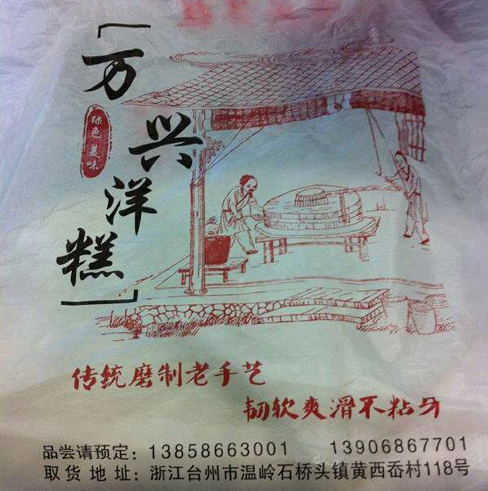 万兴洋糕
绿色美味
传统磨制老手艺
韧软爽滑不粘牙
品尝请预定：13858663001 13906867701
取货地址：浙江台州市温岭石桥头镇黄西岙村118号